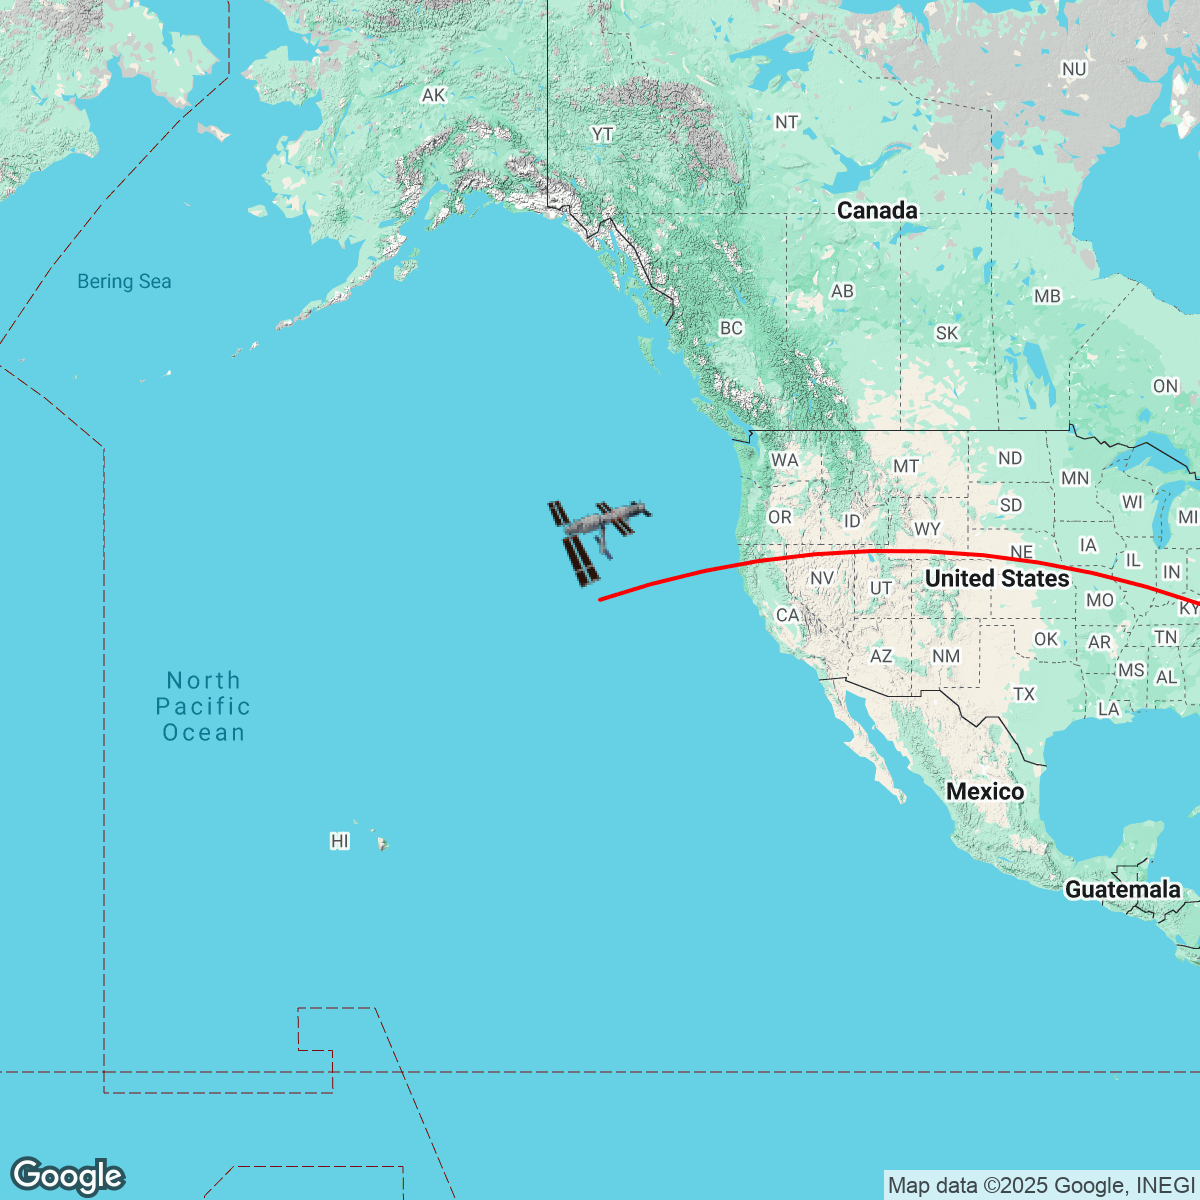 NU
AK
NT
YT
Canada
Bering Sea
AB
MB
BC
SK
ON
WA
MT
ND
MN
WI
MI
OR
ID
WY
SD
IA
NE
IL
IN
NV
UT
United States
MO
KY
CA
OK
AR
TN
AZ
NM
MS
AL
TX
LA
North
Pacific
Ocean
Mexico
HI
Guatemala
Google
Map data ©2025 Google, INEGI